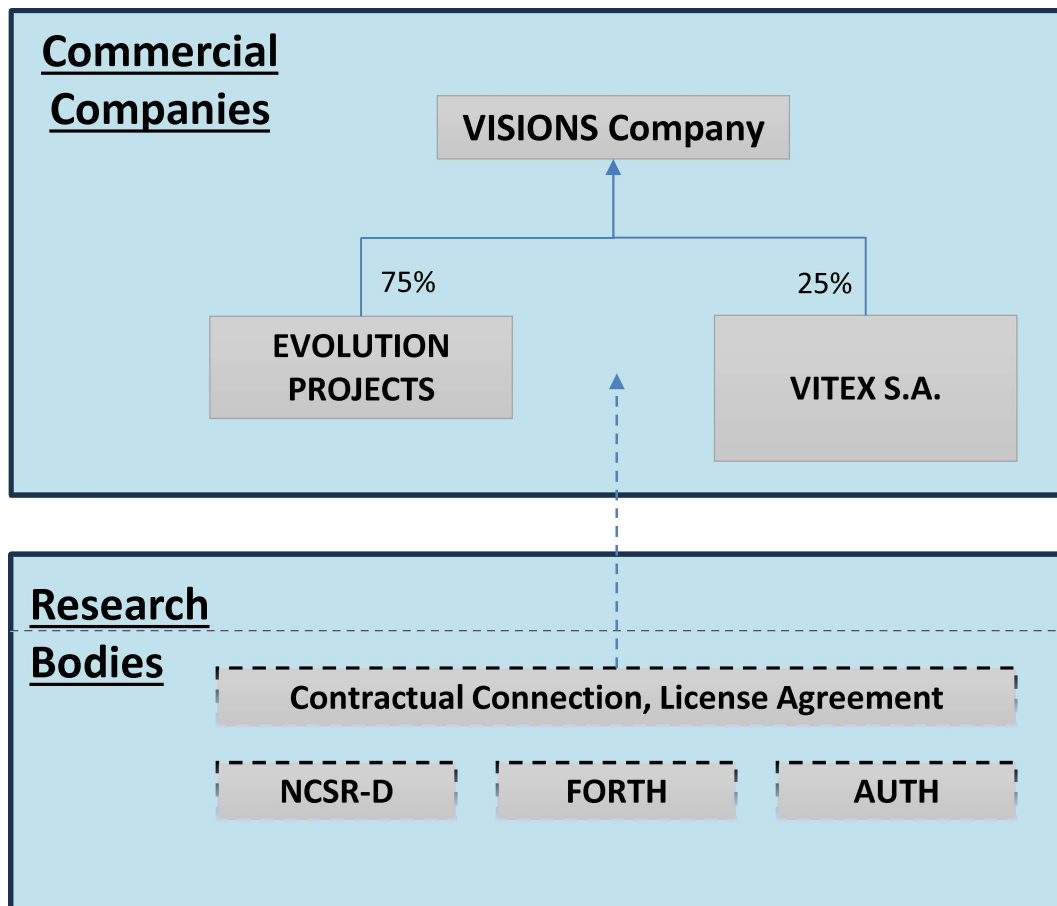 Commercial
Companies
VISIONS Company
75%
25%
EVOLUTION
PROJECTS
VITEX S.A.
Research
Bodies
Contractual Connection, License Agreement
NCSR-D
FORTH
AUTH